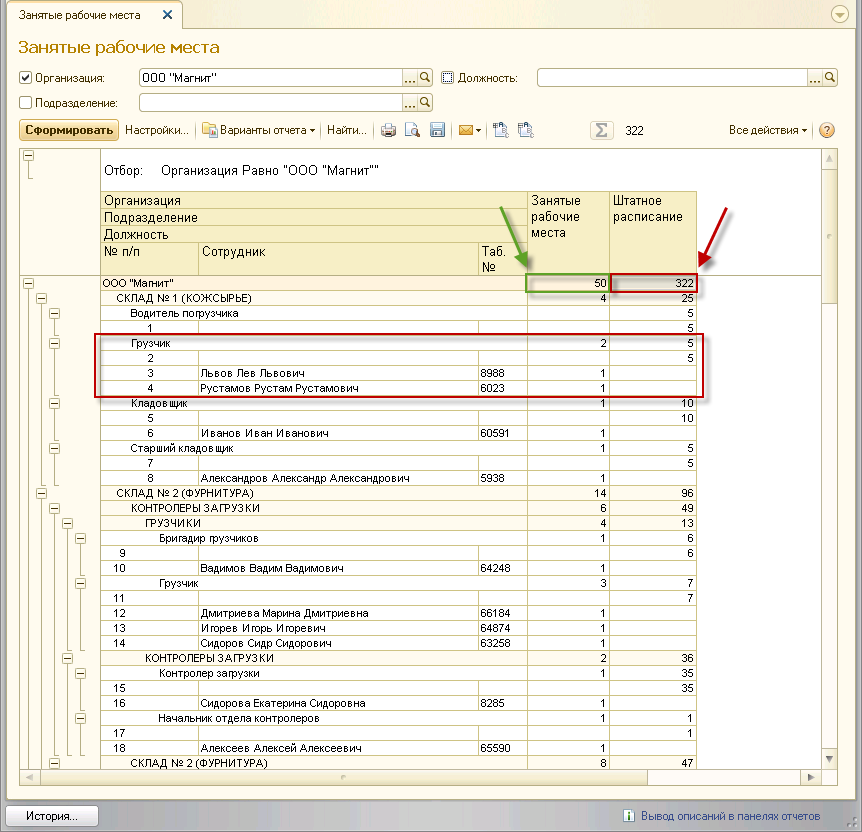 Занятые рабочие места
Занятые рабочие места
Организация: ООО "Магнит" ... Должность: ...
Подразделение: ...
Сформировать Настройки... Варианты отчета Найти... Σ 322 Все действия ?
Отбор: Организация Равно "ООО "Магнит""
Организация Занятые рабочие места Штатное расписание
Подразделение
Должность
№ п/п Сотрудник Таб. №
ООО "Магнит" 50 322
СКЛАД № 1 (КОЖСЫРЬЕ) 4 25
Водитель погрузчика 5
1 5
Грузчик 2 5
2 5
3 Львов Лев Львович 8988 1
4 Рустамов Рустам Рустамович 6023 1
Кладовщик 1 10
5 10
6 Иванов Иван Иванович 60591 1
Старший кладовщик 1 5
7 5
8 Александров Александр Александрович 5938 1
СКЛАД № 2 (ФУРНИТУРА) 14 96
КОНТРОЛЕРЫ ЗАГРУЗКИ 6 49
ГРУЗЧИКИ 4 13
Бригадир грузчиков 1 6
9 6
10 Вадимов Вадим Вадимович 64248 1
Грузчик 3 7
11 7
12 Дмитриева Марина Дмитриевна 66184 1
13 Игорев Игорь Игоревич 64874 1
14 Сидоров Сидр Сидорович 63258 1
КОНТРОЛЕРЫ ЗАГРУЗКИ 2 36
Контролер загрузки 1 35
15 35
16 Сидорова Екатерина Сидоровна 8285 1
Начальник отдела контролеров 1 1
17 1
18 Алексеев Алексей Алексеевич 65590 1
СКЛАД № 2 (ФУРНИТУРА) 8 47
История... Вывод описаний в панелях отчетов